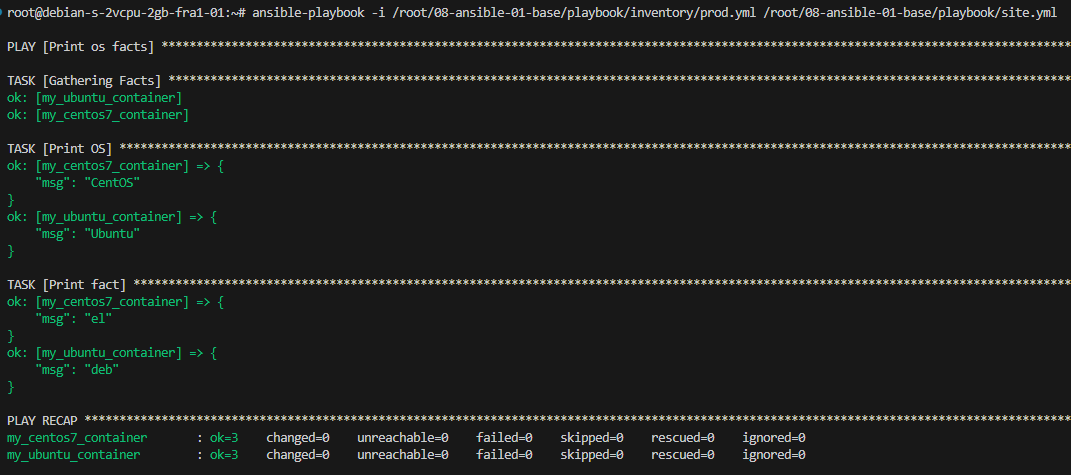 root@debian-s-2vcpu-2gb-fra1-01:~# ansible-playbook -i /root/08-ansible-01-base/playbook/inventory/prod.yml /root/08-ansible-01-base/playbook/site.yml
PLAY [Print os facts] ************************************************************************************************************************************
TASK [Gathering Facts] ***********************************************************************************************************************************
ok: [my_ubuntu_container]
ok: [my_centos7_container]
TASK [Print OS] ******************************************************************************************************************************************
ok: [my_centos7_container] => {
    "msg": "CentOS"
}
ok: [my_ubuntu_container] => {
    "msg": "Ubuntu"
}
TASK [Print fact] ****************************************************************************************************************************************
ok: [my_centos7_container] => {
    "msg": "el"
}
ok: [my_ubuntu_container] => {
    "msg": "deb"
}
PLAY RECAP ***********************************************************************************************************************************************
my_centos7_container       : ok=3    changed=0    unreachable=0    failed=0    skipped=0    rescued=0    ignored=0
my_ubuntu_container        : ok=3    changed=0    unreachable=0    failed=0    skipped=0    rescued=0    ignored=0